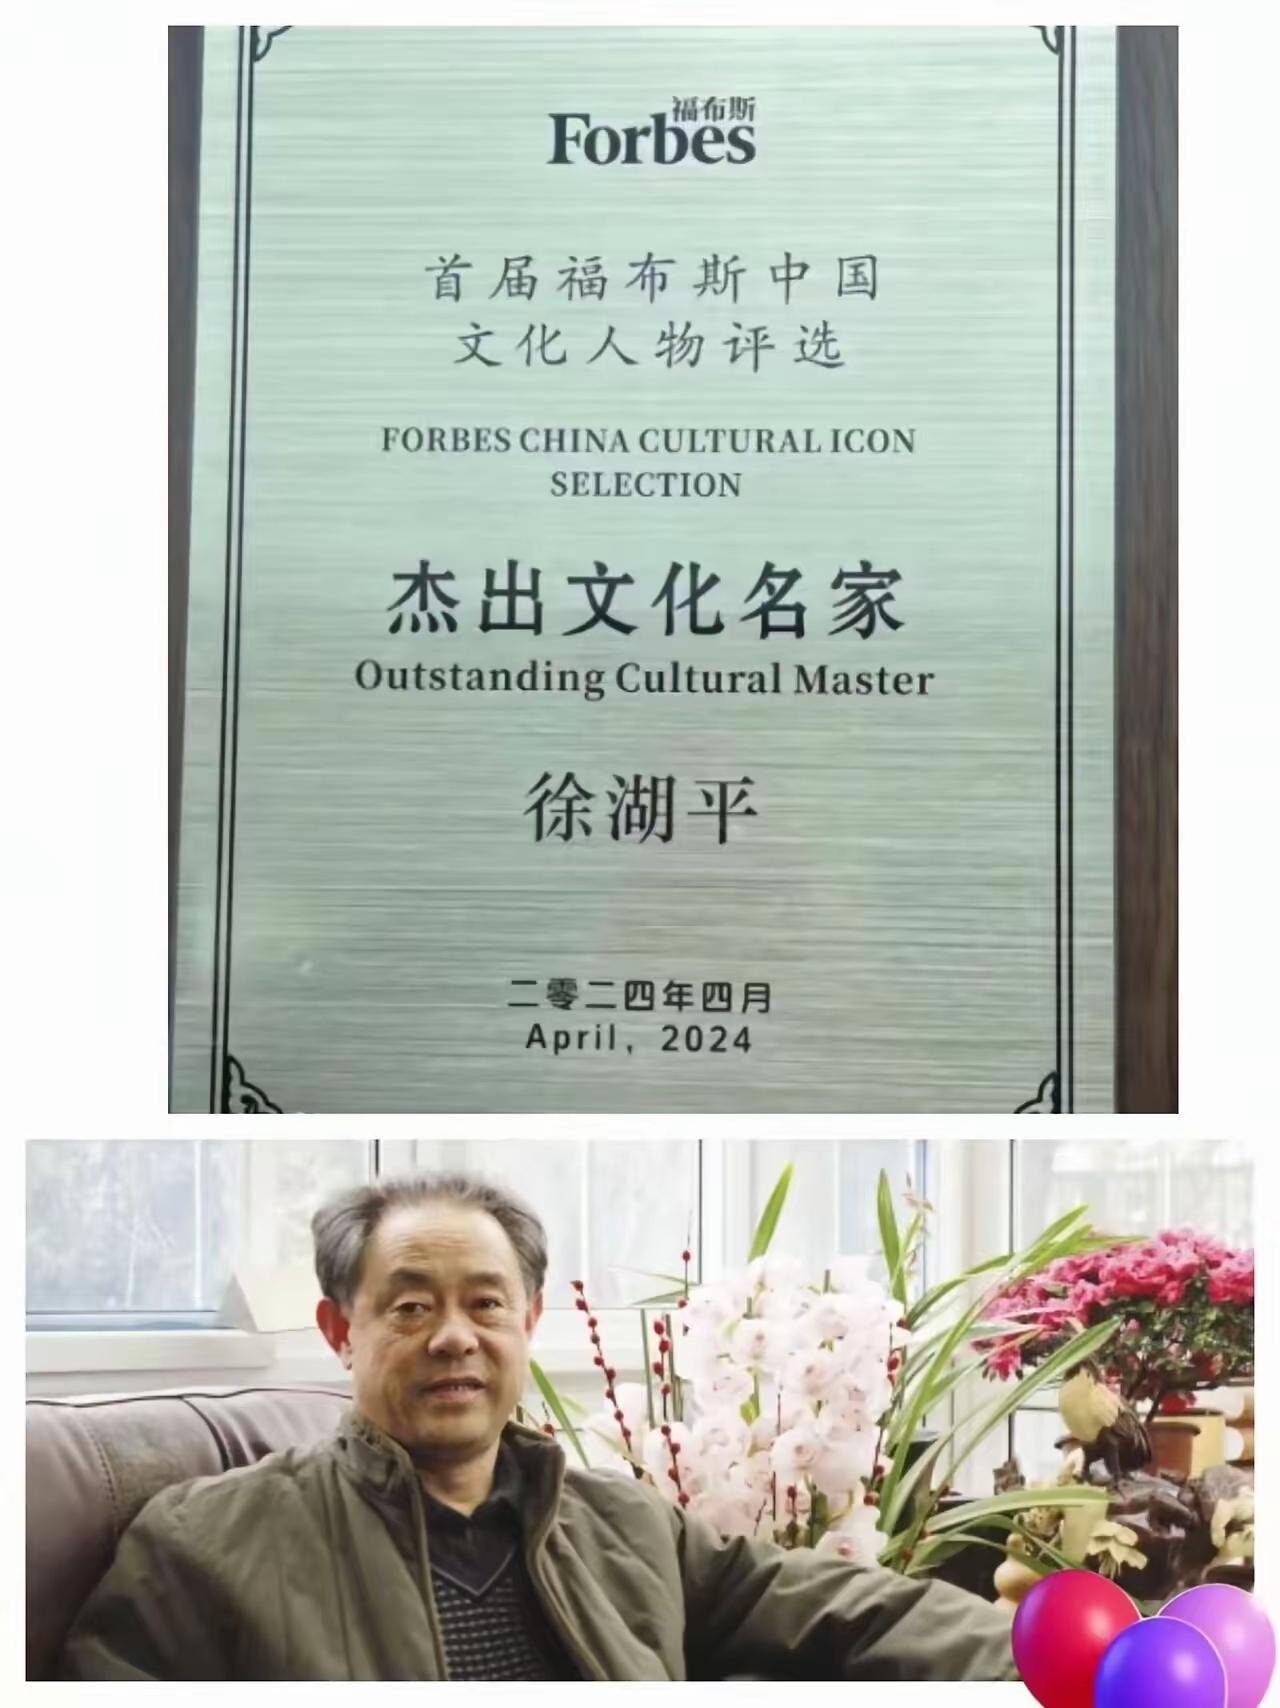 福布斯
Forbes
首届福布斯中国
文化人物评选
FORBES CHINA CULTURAL ICON
SELECTION
杰出文化名家
Outstanding Cultural Master
徐湖平
二零二四年四月
April, 2024